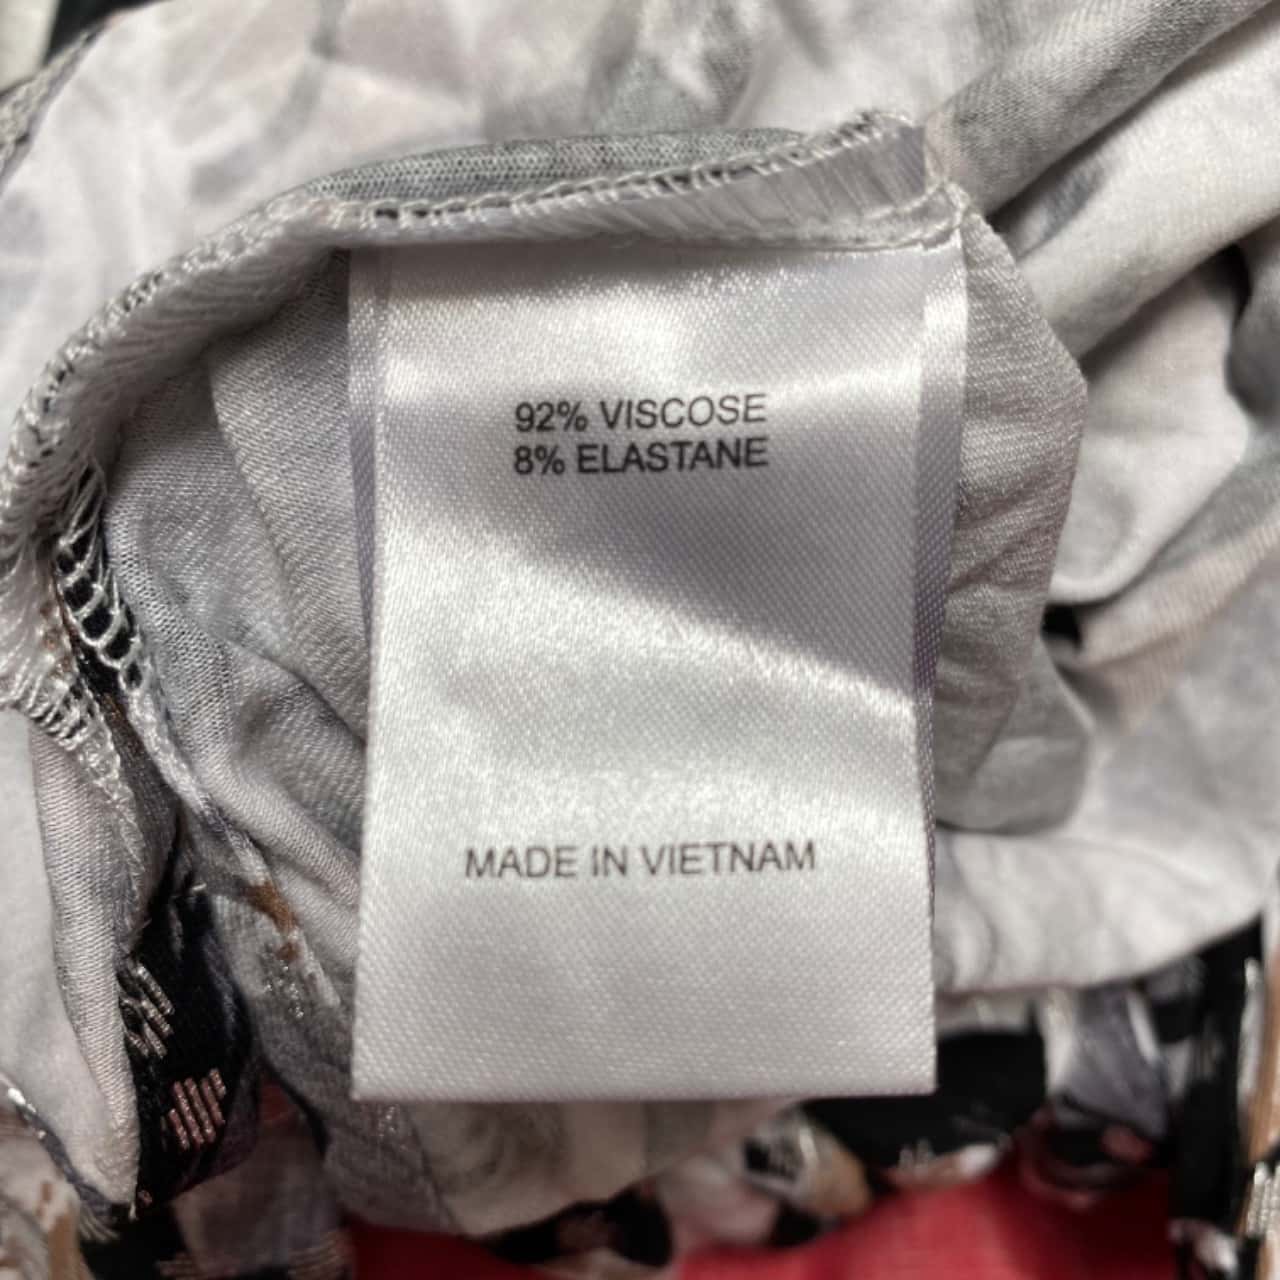 92% VISCOSE
8% ELASTANE
MADE IN VIETNAM